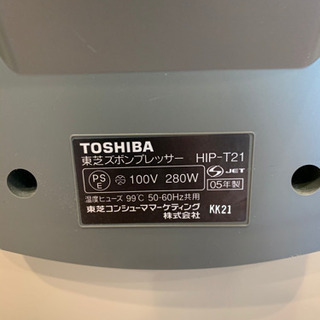 TOSHIBA
東芝ズボンプレッサー HIP-T21
PS E 100V 280W S JET
05年製
温度ヒューズ 99℃ 50-60Hz共用
東芝コンシューママーケティング
株式会社 KK21